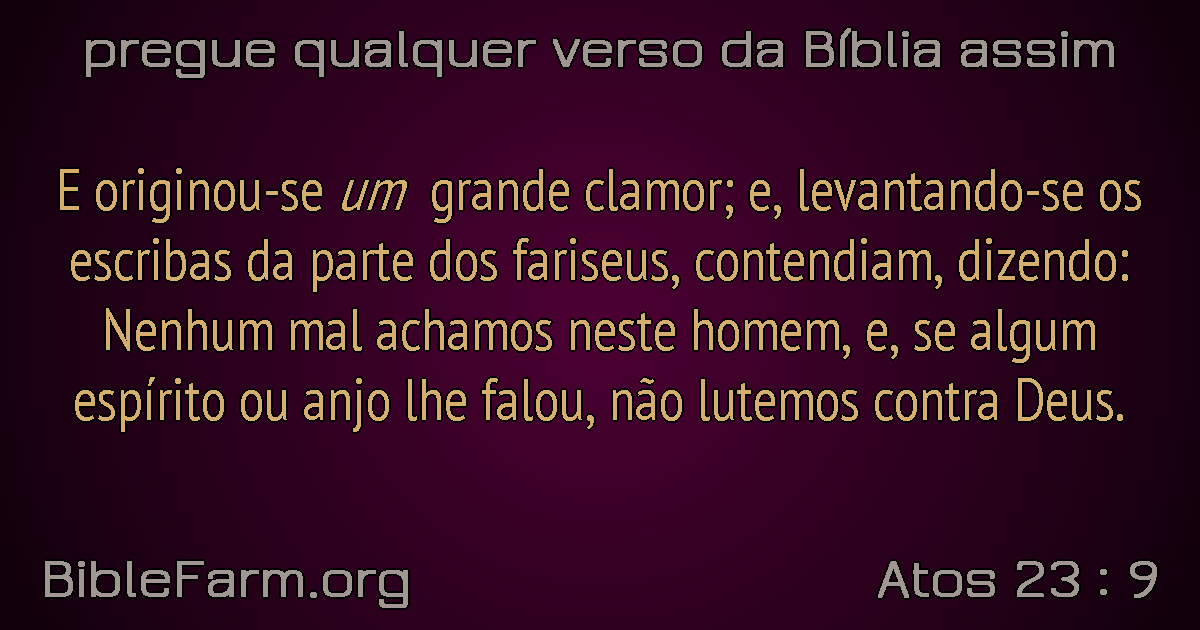 pregue qualquer verso da Bíblia assim
E originou-se um grande clamor; e, levantando-se os
escribas da parte dos fariseus, contendiam, dizendo:
Nenhum mal achamos neste homem, e, se algum
espírito ou anjo lhe falou, não lutemos contra Deus.
BibleFarm.org
Atos 23 : 9